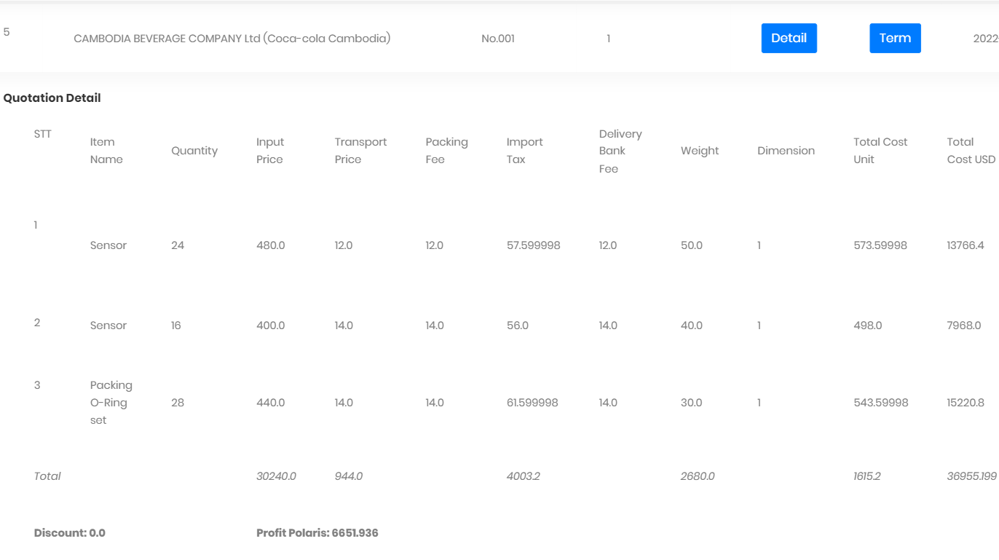 5 CAMBODIA BEVERAGE COMPANY Ltd (Coca-cola Cambodia) No.001 1 Detail Term 2022
Quotation Detail
STT Item Name Quantity Input Price Transport Price Packing Fee Import Tax Delivery Bank Fee Weight Dimension Total Cost Unit Total Cost USD
1 Sensor 24 480.0 12.0 12.0 57.599998 12.0 50.0 1 573.59998 13766.4
2 Sensor 16 400.0 14.0 14.0 56.0 14.0 40.0 1 498.0 7968.0
3 Packing O-Ring set 28 440.0 14.0 14.0 61.599998 14.0 30.0 1 543.59998 15220.8
Total 30240.0 944.0 4003.2 2680.0 1615.2 36955.199
Discount: 0.0 Profit Polaris: 6651.936